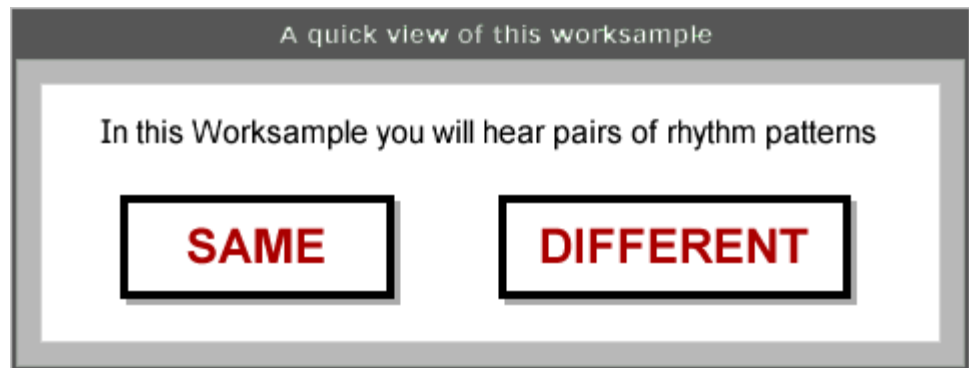 A quick view of this worksample
In this Worksample you will hear pairs of rhythm patterns
SAME DIFFERENT